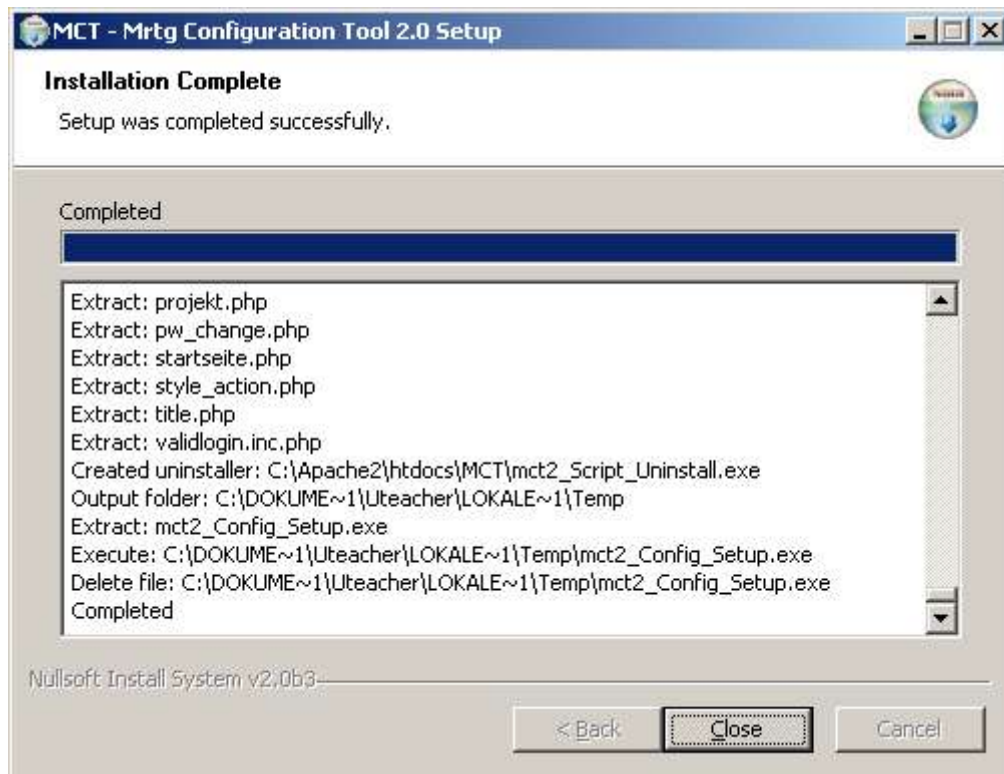 MCT - Mrtg Configuration Tool 2.0 Setup
Installation Complete
Setup was completed successfully.
Completed
Extract: projekt.php
Extract: pw_change.php
Extract: startseite.php
Extract: style_action.php
Extract: title.php
Extract: validlogin.inc.php
Created uninstaller: C:\Apache2\htdocs\MCT\mct2_Script_Uninstall.exe
Output folder: C:\DOKUME~1\Uteacher\LOKALE~1\Temp
Extract: mct2_Config_Setup.exe
Execute: C:\DOKUME~1\Uteacher\LOKALE~1\Temp\mct2_Config_Setup.exe
Delete file: C:\DOKUME~1\Uteacher\LOKALE~1\Temp\mct2_Config_Setup.exe
Completed
Nullsoft Install System v2.0b3
< Back Close Cancel